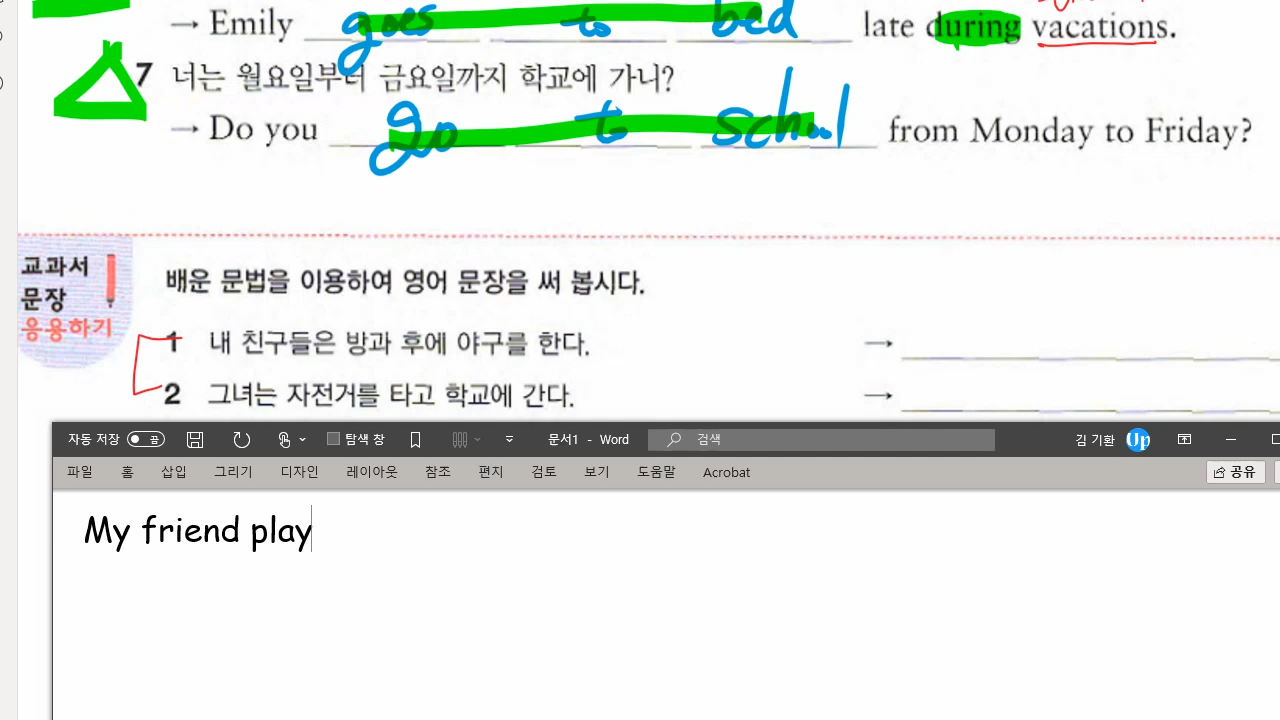 → Emily goes to bed late during vacations.
7 너는 월요일부터 금요일까지 학교에 가니?
→ Do you go to school from Monday to Friday?
교과서
문장
응용하기
배운 문법을 이용하여 영어 문장을 써 봅시다.
1 내 친구들은 방과 후에 야구를 한다. →
2 그녀는 자전거를 타고 학교에 간다. →
자동 저장 끔 탐색 창 문서1 - Word 검색 김 기환 Up
파일 홈 삽입 그리기 디자인 레이아웃 참조 편지 검토 보기 도움말 Acrobat 공유
My friend play